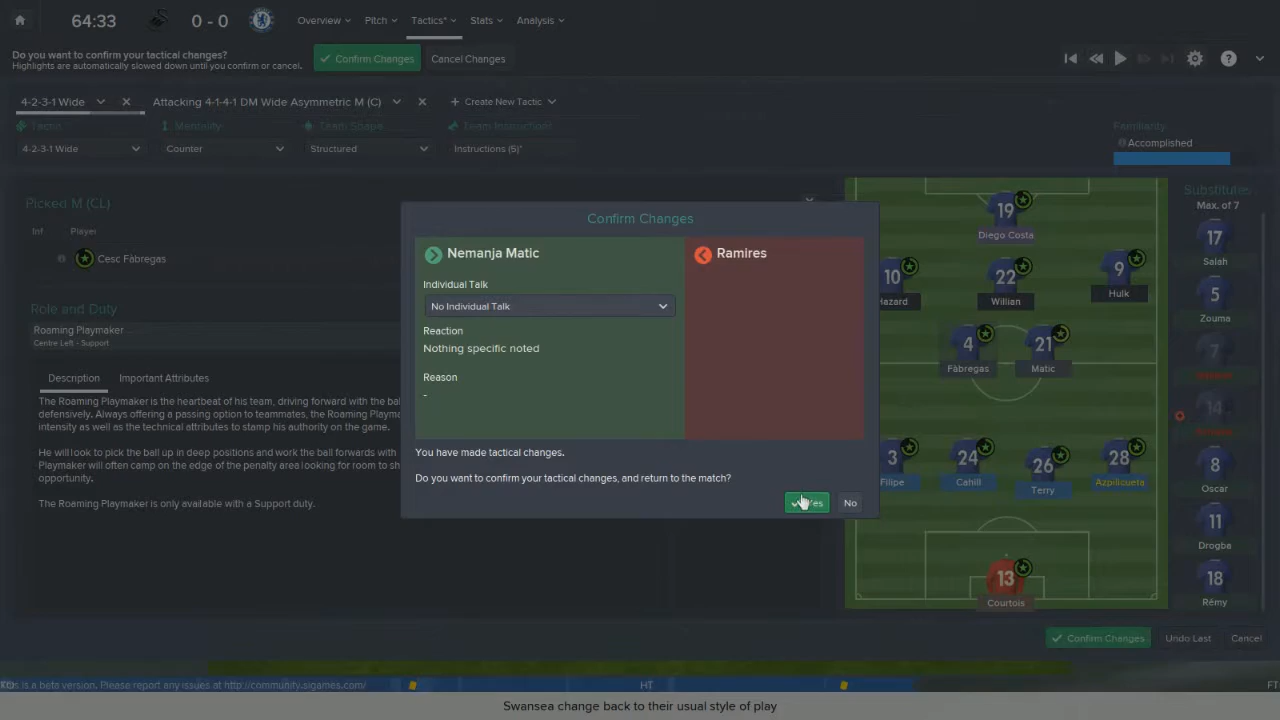 64:33
0 - 0
Overview
Pitch
Tactics*
Stats
Analysis
Do you want to confirm your tactical changes?
Highlights are automatically slowed down until you confirm or cancel.
Confirm Changes
Cancel Changes
4-2-3-1 Wide
Attacking 4-1-4-1 DM Wide Asymmetric M (C)
Create New Tactic
Tactic
Mentality
Team Shape
Team Instructions
Familiarity
4-2-3-1 Wide
Counter
Structured
Instructions (5)*
Accomplished
Picked M (CL)
Inf
Player
Cesc Fàbregas
Role and Duty
Roaming Playmaker
Centre Left - Support
Description
Important Attributes
The Roaming Playmaker is the heartbeat of his team, driving forward with the ba
defensively. Always offering a passing option to teammates, the Roaming Playm
intensity as well as the technical attributes to stamp his authority on the game.
He will look to pick the ball up in deep positions and work the ball forwards with
Playmaker will often camp on the edge of the penalty area looking for room to sh
opportunity.
The Roaming Playmaker is only available with a Support duty.
Confirm Changes
Nemanja Matic
Ramires
Individual Talk
No Individual Talk
Reaction
Nothing specific noted
Reason
-
You have made tactical changes.
Do you want to confirm your tactical changes, and return to the match?
Yes
No
19
Diego Costa
10
Hazard
22
Willian
9
Hulk
4
Fàbregas
21
Matic
3
Filipe
24
Cahill
26
Terry
28
Azpilicueta
13
Courtois
Substitutes
Max. of 7
17
Salah
5
Zouma
7
14
8
Oscar
11
Drogba
18
Rémy
Confirm Changes
Undo Last
Cancel
This is a beta version. Please report any issues at http://community.sigames.com/
HT
FT
Swansea change back to their usual style of play